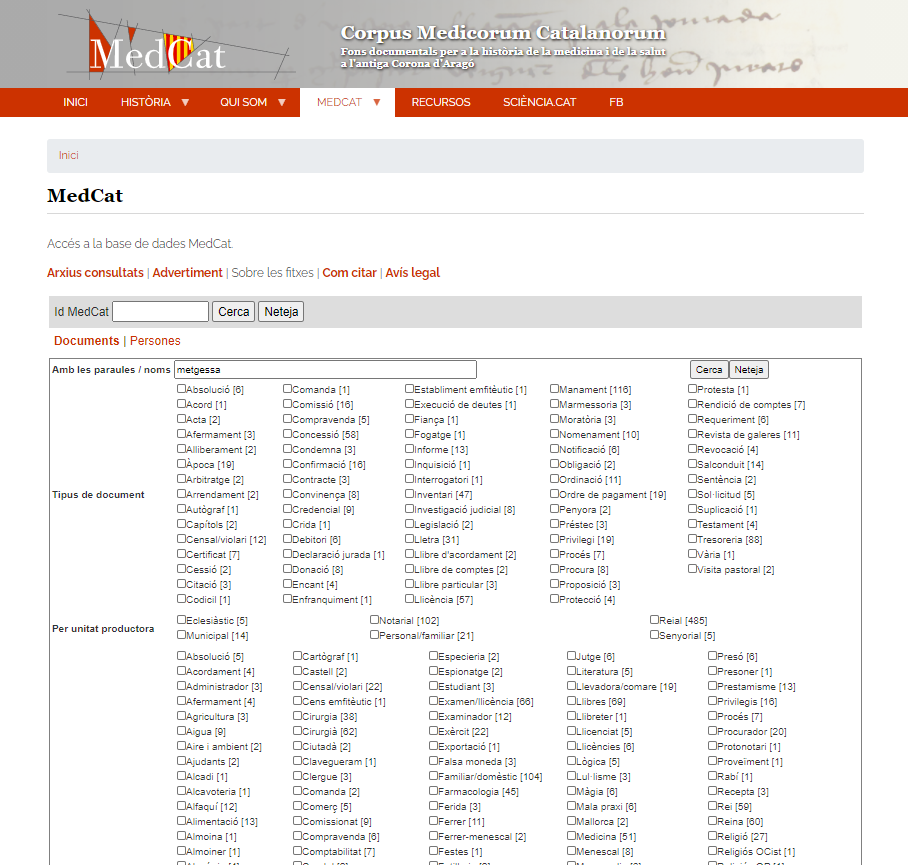 MedCat
Corpus Medicorum Catalanorum
Fons documentals per a la història de la medicina i de la salut
a l'antiga Corona d'Aragó
INICI HISTÒRIA ▼ QUI SOM ▼ MEDCAT ▼ RECURSOS SCIÈNCIA.CAT FB
Inici
MedCat
Accés a la base de dades MedCat.
Arxius consultats | Advertiment | Sobre les fitxes | Com citar | Avís legal
Id MedCat Cerca Neteja
Documents | Persones
Amb les paraules / noms metgessa Cerca Neteja
Tipus de document
Absolució [6] Comanda [1] Establiment emfitèutic [1] Manament [116] Protesta [1]
Acord [1] Comissió [16] Execució de deutes [1] Marmessoria [3] Rendició de comptes [7]
Acta [2] Compravenda [5] Fiança [1] Moratòria [3] Requeriment [6]
Afermament [3] Concessió [58] Fogatge [1] Nomenament [10] Revista de galeres [11]
Alliberament [2] Condemna [3] Informe [13] Notificació [6] Revocació [4]
Àpoca [19] Confirmació [16] Inquisició [1] Obligació [2] Salconduit [14]
Arbitratge [2] Contracte [3] Interrogatori [1] Ordinació [11] Sentència [2]
Arrendament [2] Convinença [8] Inventari [47] Ordre de pagament [19] Sol·licitud [5]
Autògraf [1] Credencial [9] Investigació judicial [8] Penyora [2] Suplicació [1]
Capítols [2] Crida [1] Legislació [2] Préstec [3] Testament [4]
Censal/violari [12] Debitori [6] Lletra [31] Privilegi [19] Tresoreria [88]
Certificat [7] Declaració jurada [1] Llibre d'acordament [2] Procés [7] Vària [1]
Cessió [2] Donació [8] Llibre de comptes [2] Procura [8] Visita pastoral [2]
Citació [3] Encant [4] Llibre particular [3] Proposició [3]
Codicil [1] Enfranquiment [1] Llicència [57] Protecció [4]
Per unitat productora
Eclesiàstic [5] Notarial [102] Reial [485]
Municipal [14] Personal/familiar [21] Senyorial [5]
Absolució [5] Cartògraf [1] Especieria [2] Jutge [6] Presó [6]
Acordament [4] Castell [2] Espionatge [2] Literatura [5] Presoner [1]
Administrador [3] Censal/violari [22] Estudiant [3] Llevadora/comare [19] Prestamisme [13]
Afermament [4] Cens emfitèutic [1] Examen/llicència [66] Llibres [69] Privilegis [16]
Agricultura [3] Cirurgia [38] Examinador [12] Llibreter [1] Procés [7]
Aigua [9] Cirurgià [62] Exèrcit [22] Llicenciat [5] Procurador [20]
Aire i ambient [2] Ciutadà [2] Exportació [1] Llicències [6] Protonotari [1]
Ajudants [2] Clavegueram [1] Falsa moneda [3] Lògica [5] Proveïment [1]
Alcadi [1] Clergue [3] Familiar/domèstic [104] Lul·lisme [3] Rabí [1]
Alcavoteria [1] Comanda [2] Farmacologia [45] Màgia [6] Recepta [3]
Alfaquí [12] Comerç [5] Ferida [3] Mala praxi [6] Rei [59]
Alimentació [13] Comissionat [9] Ferrer [11] Mallorca [2] Reina [60]
Almoina [1] Compravenda [6] Ferrer-menescal [2] Medicina [51] Religió [27]
Almoiner [1] Comptabilitat [7] Festes [1] Menescal [8] Religiós OCist [1]